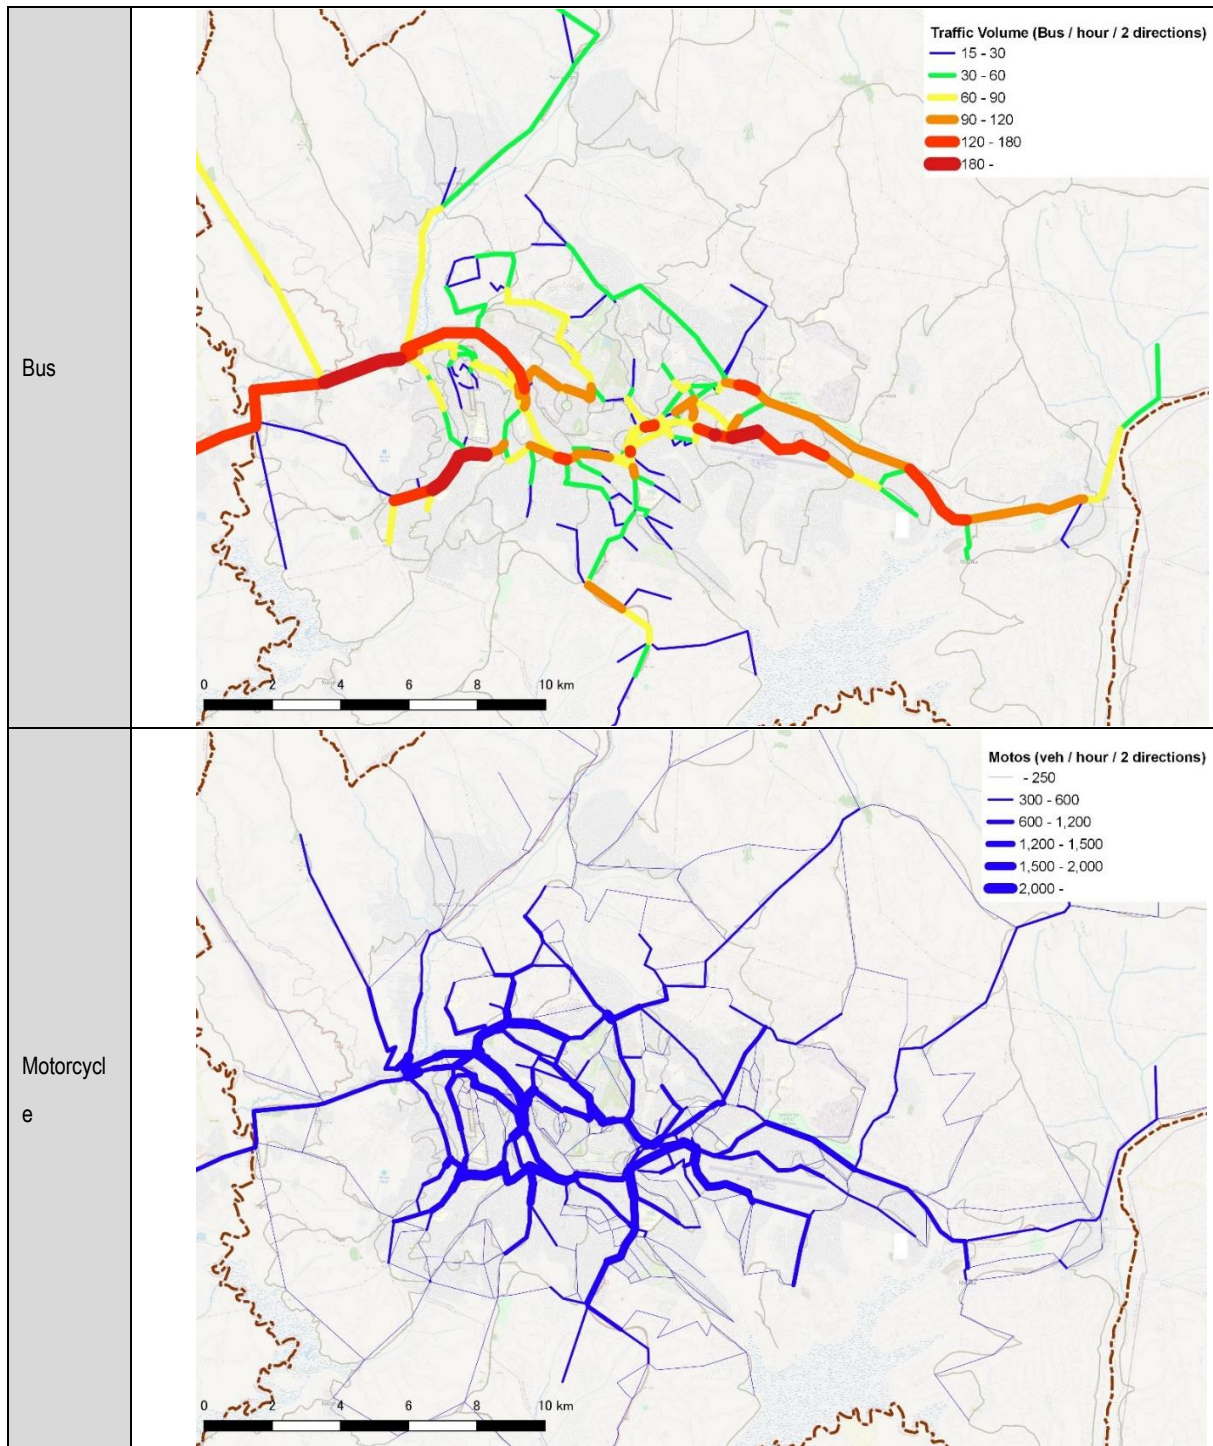 Bus
Traffic Volume (Bus / hour / 2 directions)
15 - 30
30 - 60
60 - 90
90 - 120
120 - 180
180 -
0 2 4 6 8 10 km
Motorcycl
e
Motos (veh / hour / 2 directions)
- 250
300 - 600
600 - 1,200
1,200 - 1,500
1,500 - 2,000
2,000 -
0 2 4 6 8 10 km